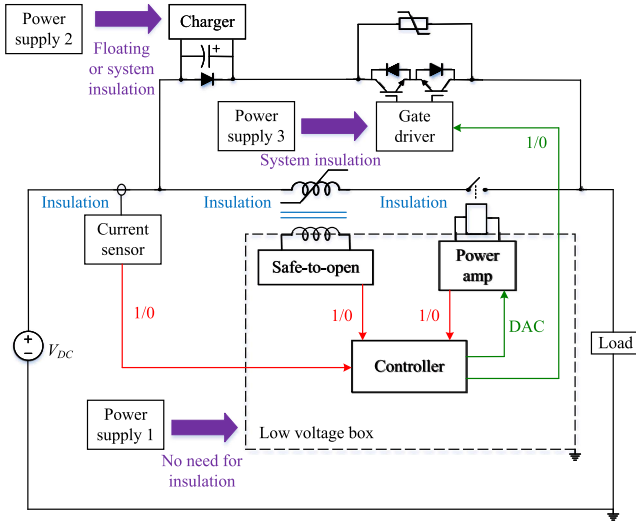 Power
supply 2
Charger
+
Floating
or system
insulation
Power
supply 3
Gate
driver
System insulation
1/0
Insulation
Insulation
Insulation
Current
sensor
Safe-to-open
Power
amp
1/0
1/0
1/0
DAC
+
−
VDC
Controller
Load
Power
supply 1
Low voltage box
No need for
insulation